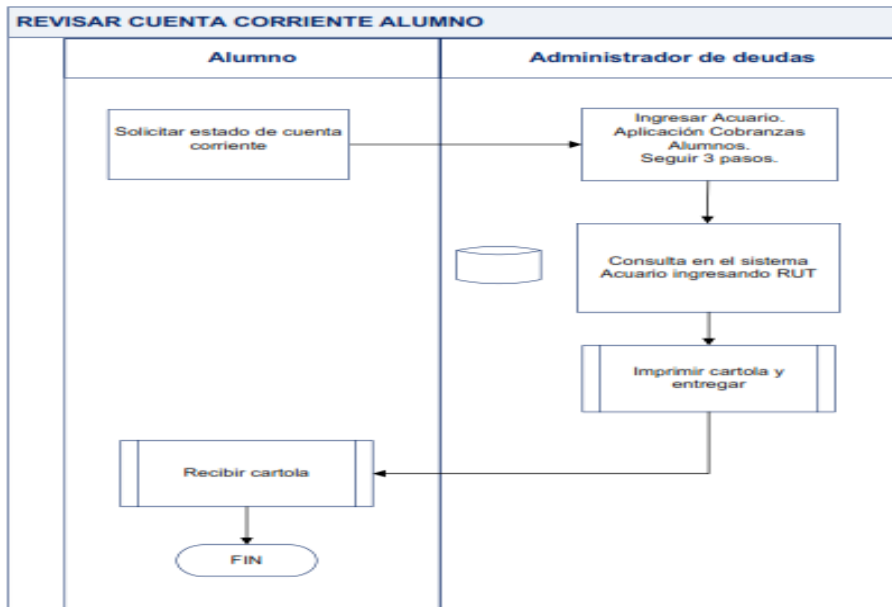 REVISAR CUENTA CORRIENTE ALUMNO
Alumno
Administrador de deudas
Solicitar estado de cuenta
corriente
Ingresar Acuario.
Aplicación Cobranzas
Alumnos.
Seguir 3 pasos.
Consulta en el sistema
Acuario ingresando RUT
Imprimir cartola y
entregar
Recibir cartola
FIN